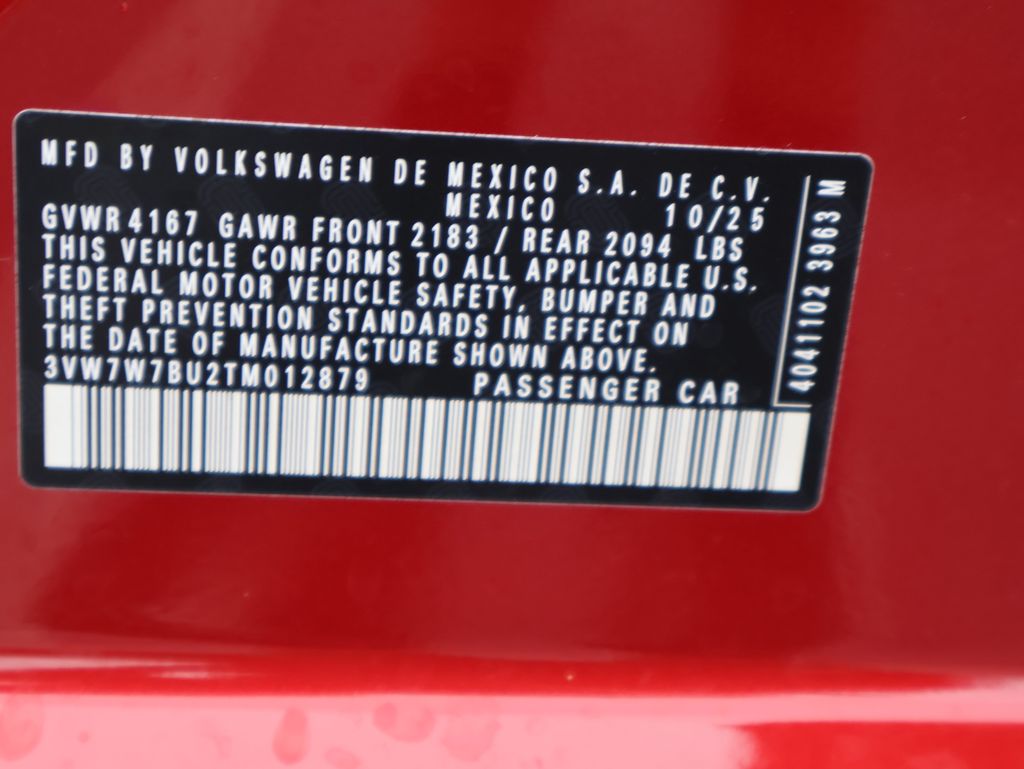 MFD BY VOLKSWAGEN DE MEXICO S.A. DE C.V.
MEXICO 10/25
GVWR 4167 GAWR FRONT 2183 / REAR 2094 LBS
THIS VEHICLE CONFORMS TO ALL APPLICABLE U.S.
FEDERAL MOTOR VEHICLE SAFETY, BUMPER AND
THEFT PREVENTION STANDARDS IN EFFECT ON
THE DATE OF MANUFACTURE SHOWN ABOVE.
3VW7W7BU2TM012879 PASSENGER CAR
4041102 3963 M